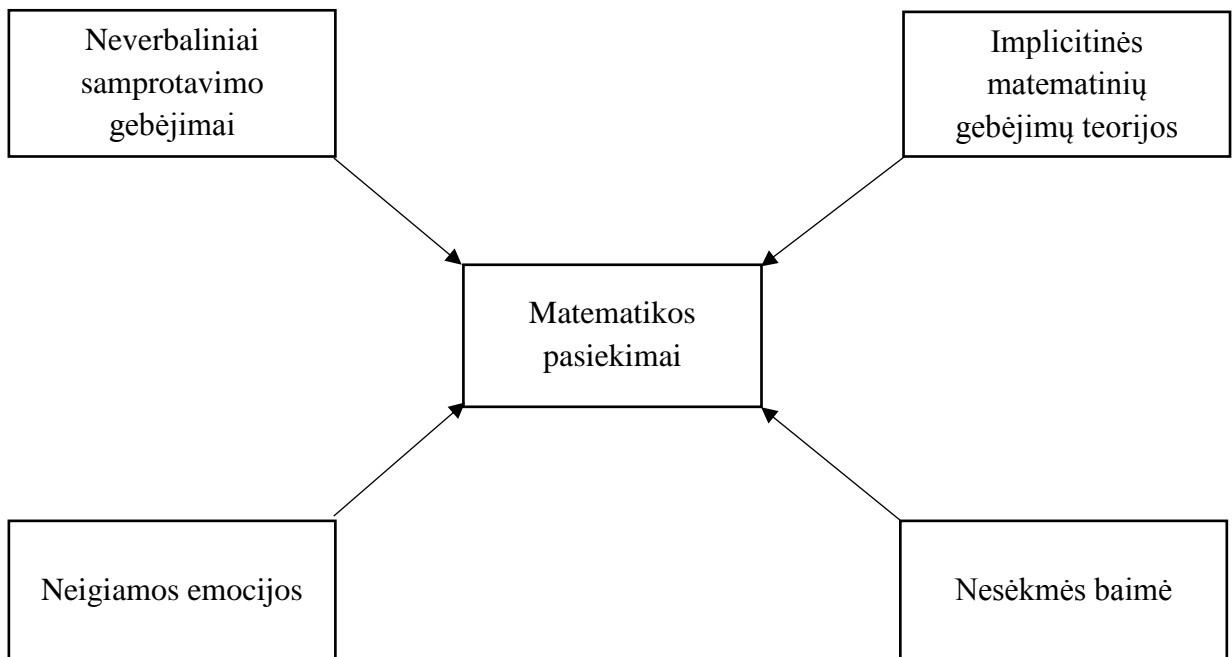 Neverbaliniai
samprotavimo
gebėjimai
Implicitinės
matematinių
gebėjimų teorijos
Matematikos
pasiekimai
Neigiamos emocijos
Nesėkmės baimė